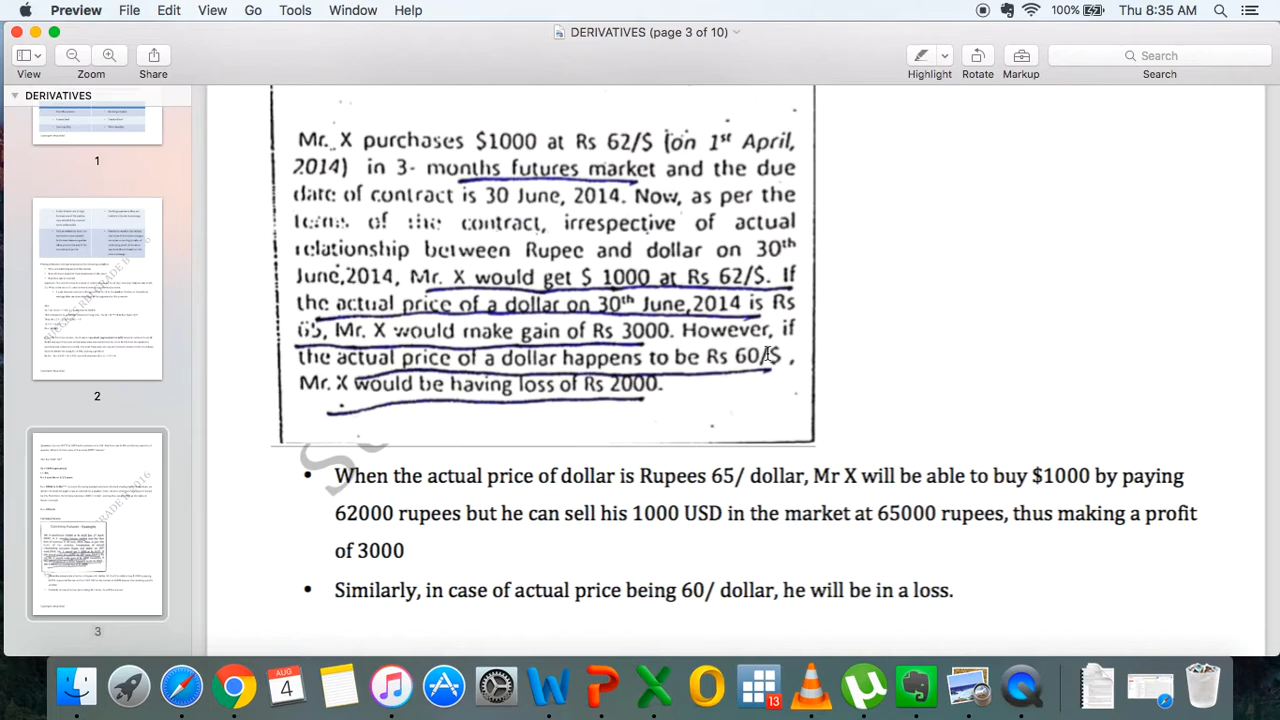 Preview File Edit View Go Tools Window Help 100% Thu 8:35 AM
DERIVATIVES (page 3 of 10)
View Zoom Share Highlight Rotate Markup Search
Search
DERIVATIVES
1
2
3
Mr. X purchases $1000 at Rs 62/$ (on 1st April,
2014) in 3- months futures market and the due
date of contract is 30 June, 2014. Now, as per the
terms of the contract, irrespective of actual
relationship between Rupee and dollar on 30th
June,2014, Mr. X would get $ 1000 at Rs 62/$. If
the actual price of a dollar on 30th June,2014 is Rs
65, Mr. X would make gain of Rs 3000. However, if
the actual price of a dollar happens to be Rs 60/$ ,
Mr. X would be having loss of Rs 2000.
• When the actual price of dollar is Rupees 65/ dollar, Mr X will be able to buy $1000 by paying
62000 rupees but he can sell his 1000 USD in the market at 65000 rupees, thus making a profit
of 3000
• Similarly, in case of actual price being 60/ dollar, he will be in a loss.
AUG
4
13